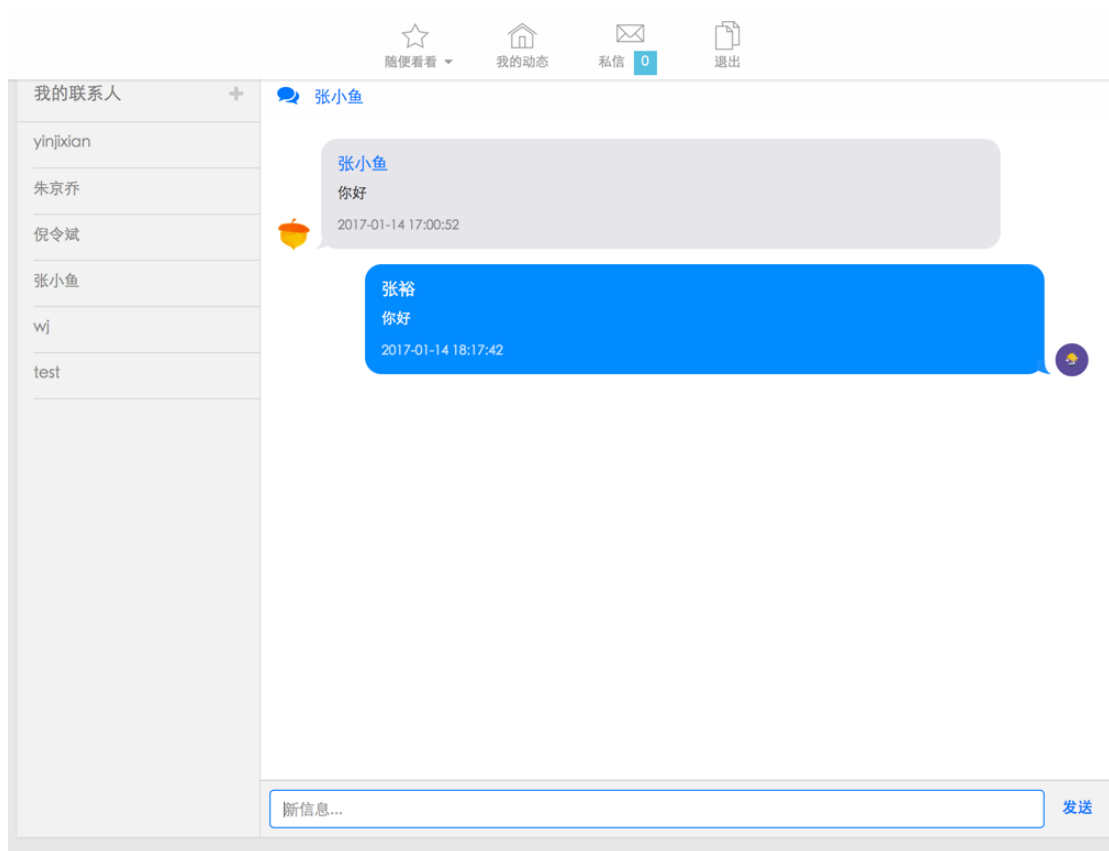 随便看看
我的动态
私信 0
退出
我的联系人
yinjixian
朱京乔
倪令斌
张小鱼
wj
test
张小鱼
张小鱼
你好
2017-01-14 17:00:52
张裕
你好
2017-01-14 18:17:42
新信息...
发送